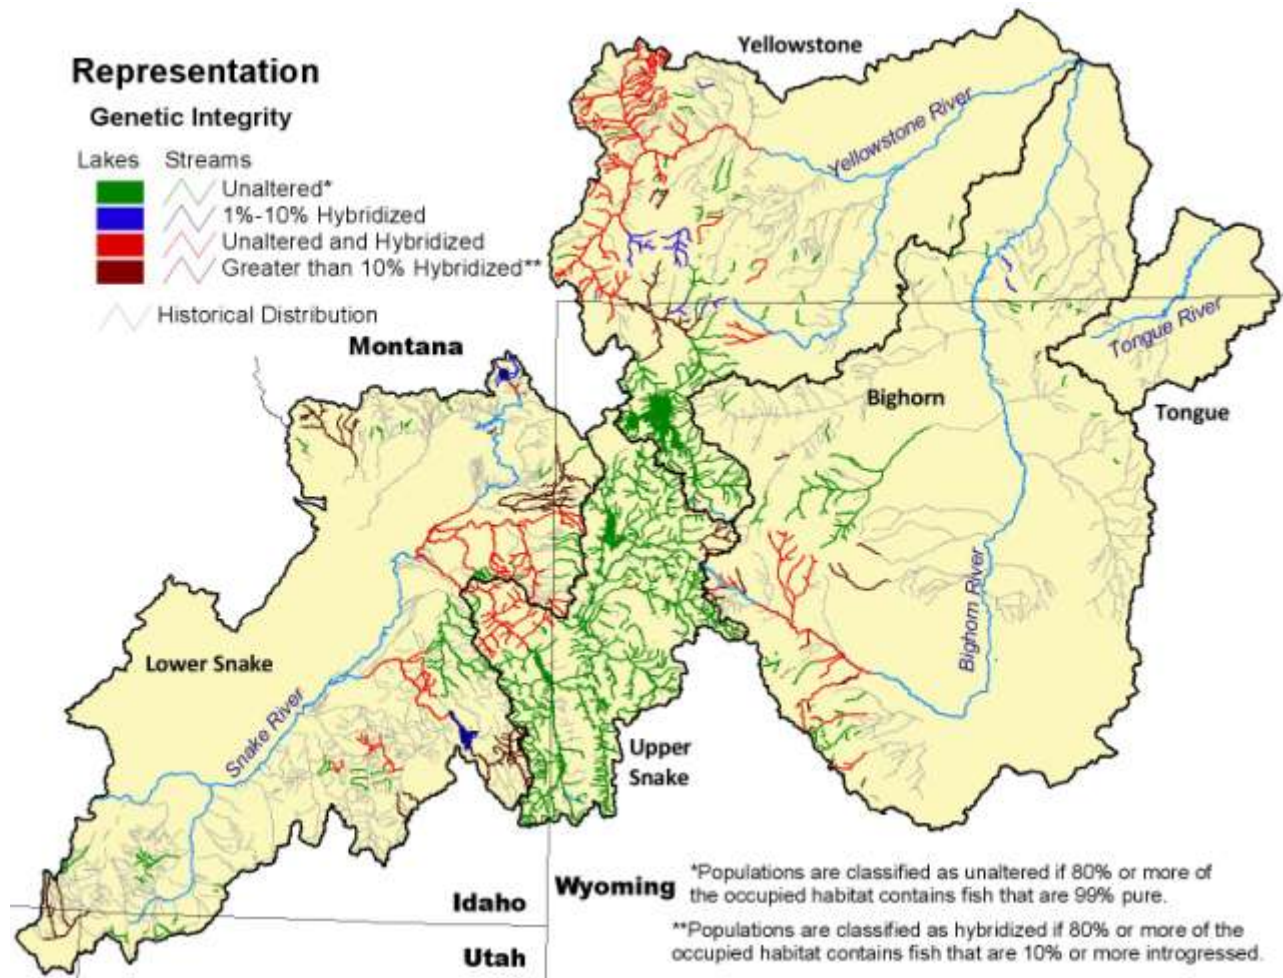 Representation
Genetic Integrity
Lakes Streams
Unaltered*
1%-10% Hybridized
Unaltered and Hybridized
Greater than 10% Hybridized**
Historical Distribution
Yellowstone
Yellowstone River
Montana
Tongue River
Bighorn
Tongue
Bighorn River
Lower Snake
Snake River
Upper
Snake
Idaho
Wyoming
Utah
*Populations are classified as unaltered if 80% or more of
the occupied habitat contains fish that are 99% pure.
**Populations are classified as hybridized if 80% or more of the
occupied habitat contains fish that are 10% or more introgressed.